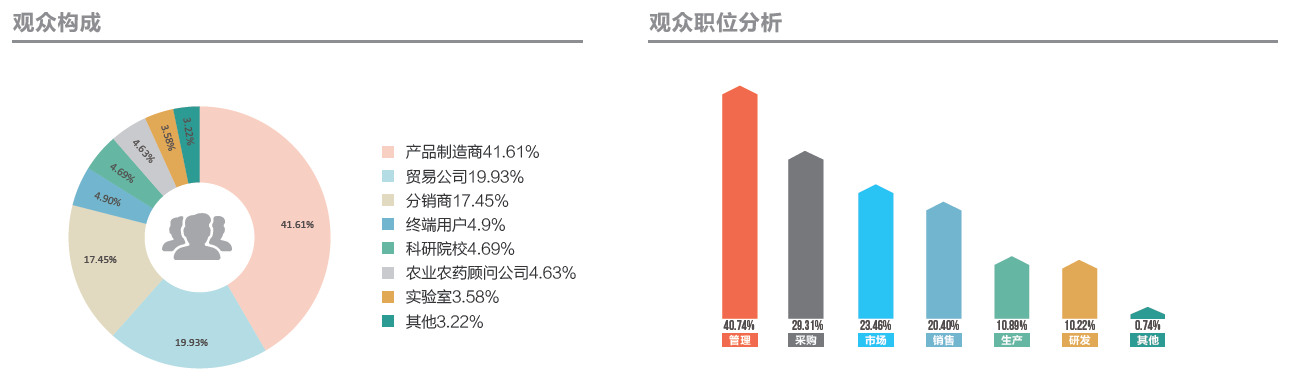 观众构成
3.22%
3.58%
4.63%
4.69%
4.90%
17.45%
19.93%
41.61%
产品制造商41.61%
贸易公司19.93%
分销商17.45%
终端用户4.9%
科研院校4.69%
农业农药顾问公司4.63%
实验室3.58%
其他3.22%
观众职位分析
40.74% 29.31% 23.46% 20.40% 10.89% 10.22% 0.74%
管理 采购 市场 销售 生产 研发 其他